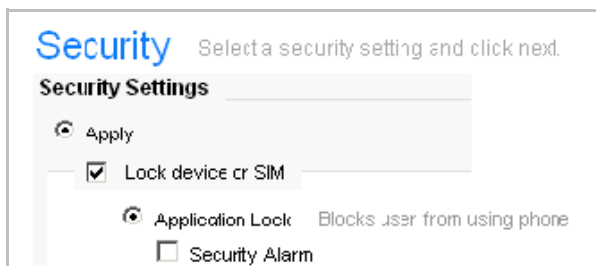 Security Select a security setting and click next.
Security Settings
Apply
Lock device or SIM
Application Lock Blocks user from using phone
Security Alarm